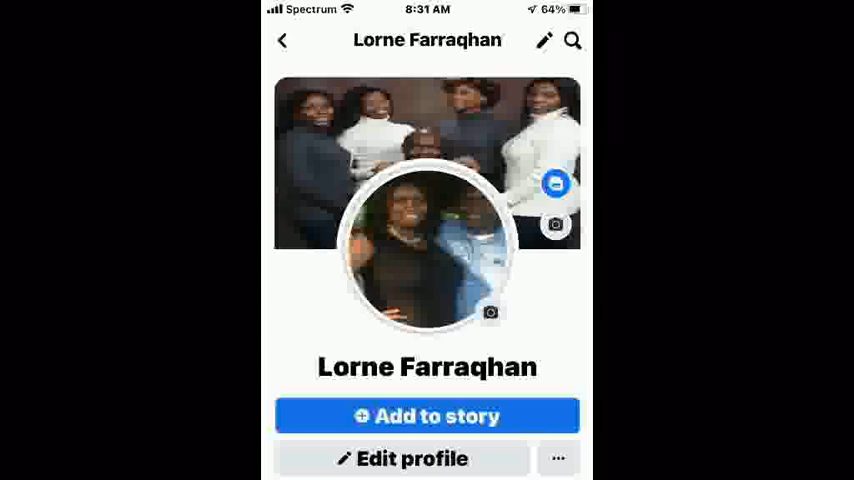 Spectrum 8:31 AM 64%
Lorne Farraqhan
Lorne Farraqhan
Add to story
Edit profile